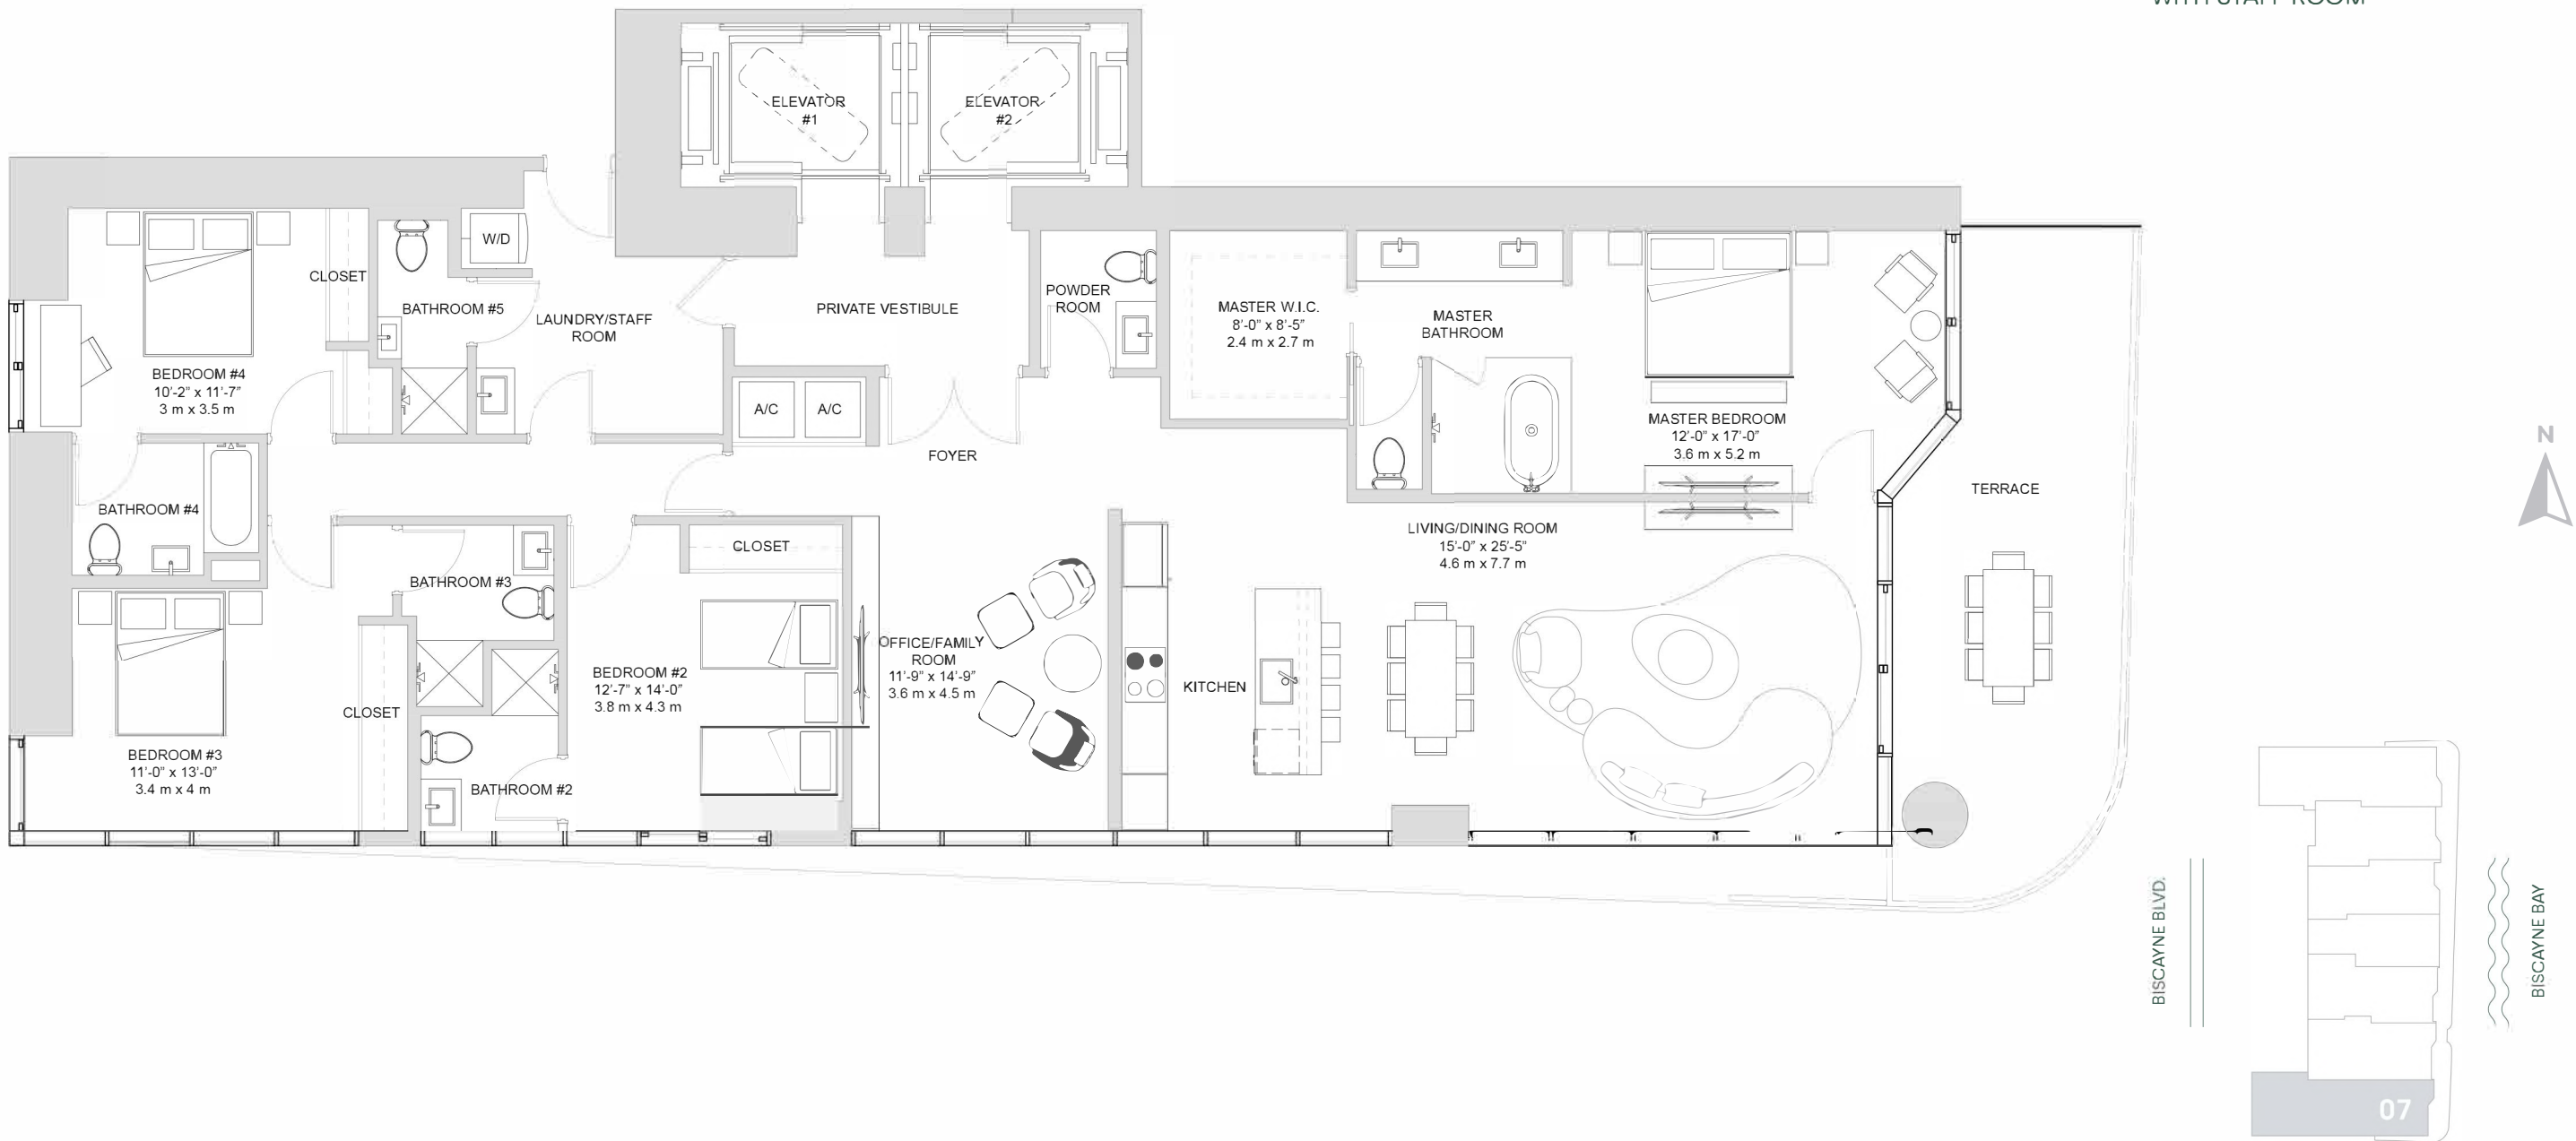 WITH STAFF ROOM
ELEVATOR
#1
ELEVATOR
#2
W/D
CLOSET
BATHROOM #5
LAUNDRY/STAFF
ROOM
PRIVATE VESTIBULE
POWDER
ROOM
MASTER W.I.C.
8'-0" x 8'-5"
2.4 m x 2.7 m
MASTER
BATHROOM
BEDROOM #4
10'-2" x 11'-7"
3 m x 3.5 m
A/C
A/C
MASTER BEDROOM
12'-0" x 17'-0"
3.6 m x 5.2 m
FOYER
TERRACE
N
BATHROOM #4
CLOSET
LIVING/DINING ROOM
15'-0" x 25'-5"
4.6 m x 7.7 m
BATHROOM #3
OFFICE/FAMILY
ROOM
11'-9" x 14'-9"
3.6 m x 4.5 m
BEDROOM #2
12'-7" x 14'-0"
3.8 m x 4.3 m
KITCHEN
CLOSET
BEDROOM #3
11'-0" x 13'-0"
3.4 m x 4 m
BATHROOM #2
BISCAYNE BLVD.
BISCAYNE BAY
07